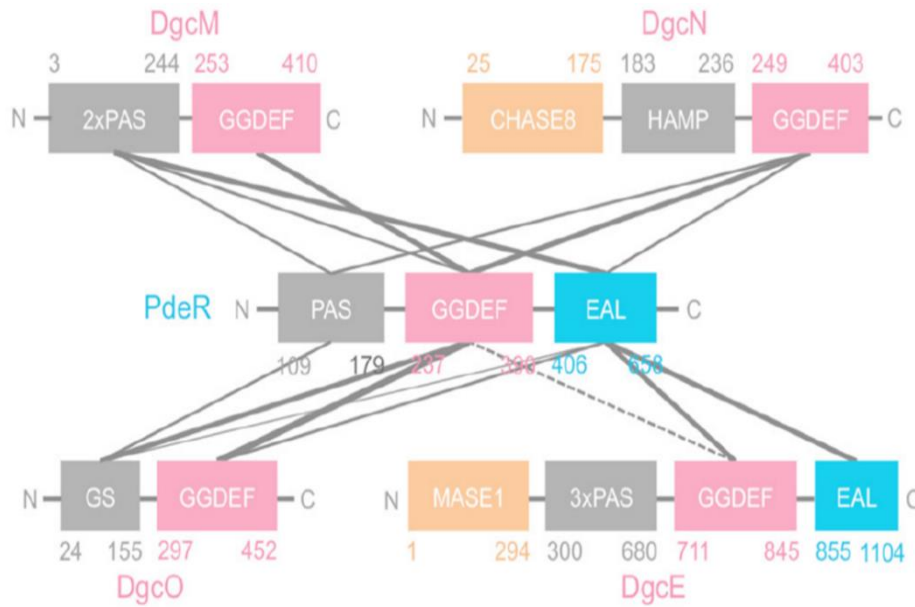 DgcM DgcN
3 244 253 410 25 175 183 236 249 403
N 2xPAS GGDEF C N CHASE8 HAMP GGDEF C
PdeR N PAS GGDEF EAL C
109 179 237 390 406 658
N GS GGDEF C N MASE1 3xPAS GGDEF EAL C
24 155 297 452 1 294 300 680 711 845 855 1104
DgcO DgcE